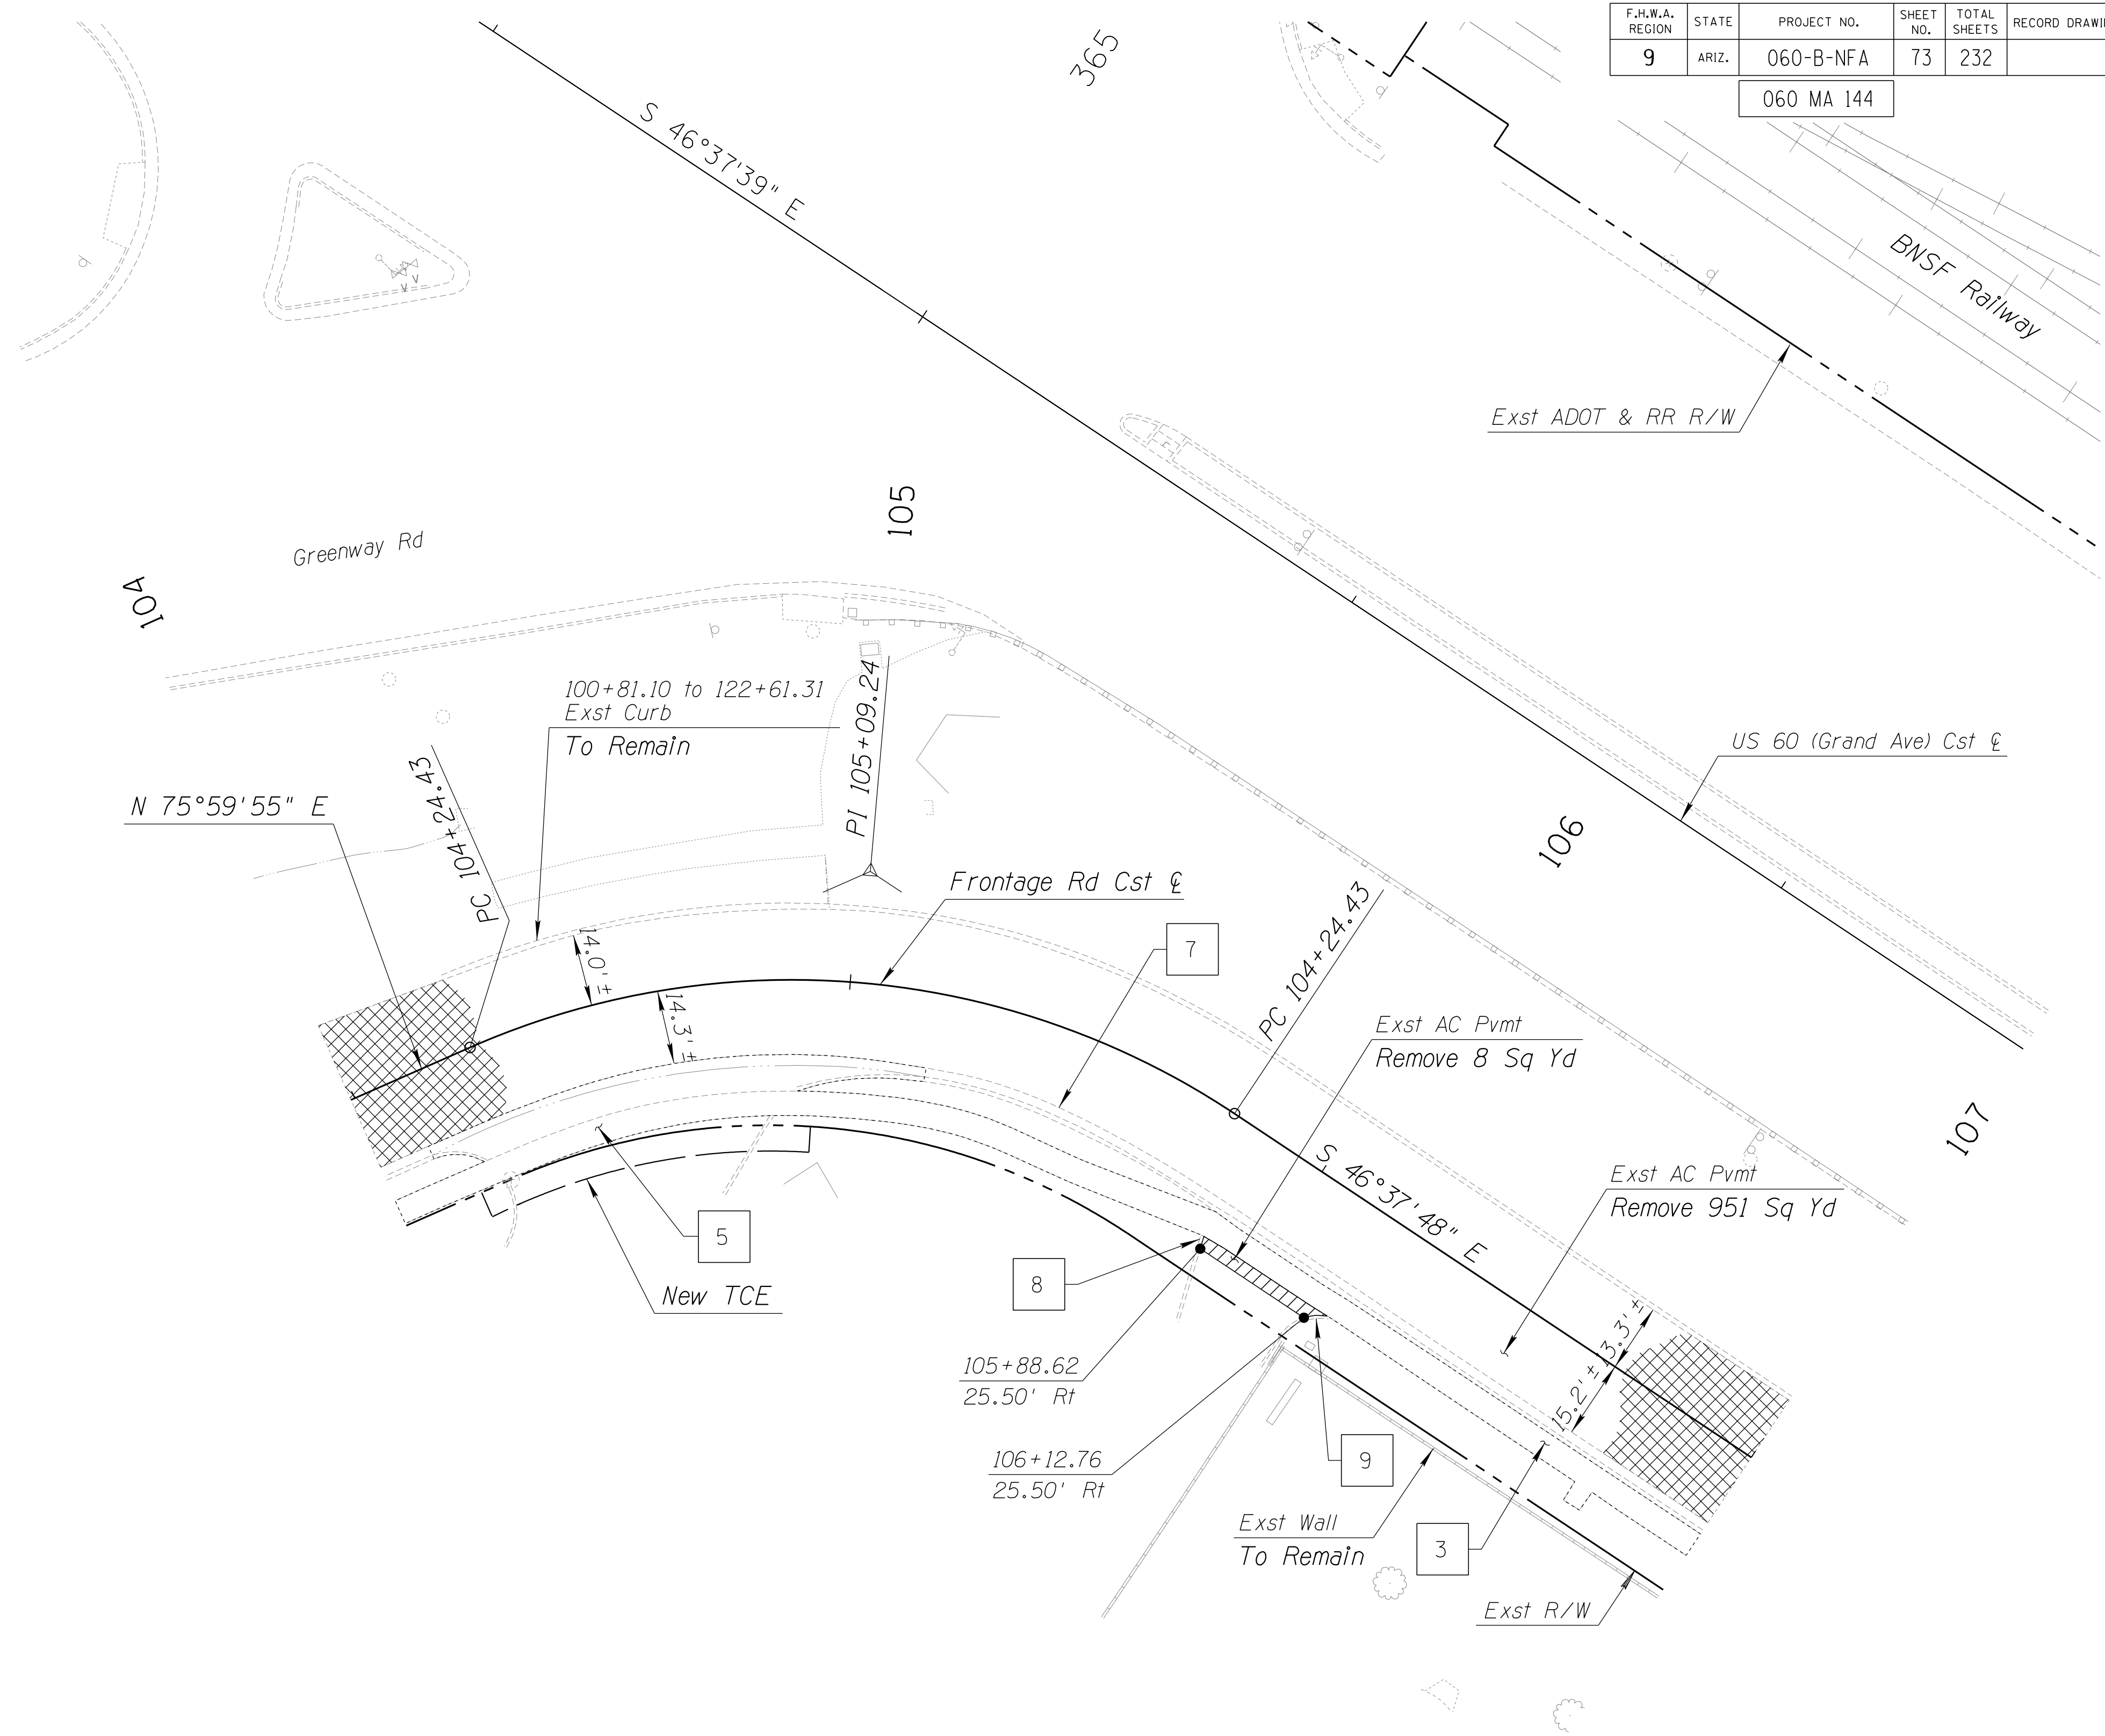 F.H.W.A. REGION
STATE
PROJECT NO.
SHEET NO.
TOTAL SHEETS
RECORD DRAWI
9
ARIZ.
060-B-NFA
73
232
060 MA 144
365
S 46°37'39" E
BNSF Railway
Exst ADOT & RR R/W
105
Greenway Rd
104
100+81.10 to 122+61.31
Exst Curb
To Remain
PI 105+09.24
PC 104+24.43
US 60 (Grand Ave) Cst ℄
N 75°59'55" E
106
Frontage Rd Cst ℄
PC 104+24.43
7
14.0'±
14.3'±
Exst AC Pvmt
Remove 8 Sq Yd
107
S 46°37'48" E
Exst AC Pvmt
Remove 951 Sq Yd
5
8
New TCE
13.3'±
15.2'±
105+88.62
25.50' Rt
106+12.76
25.50' Rt
9
Exst Wall
To Remain
3
Exst R/W